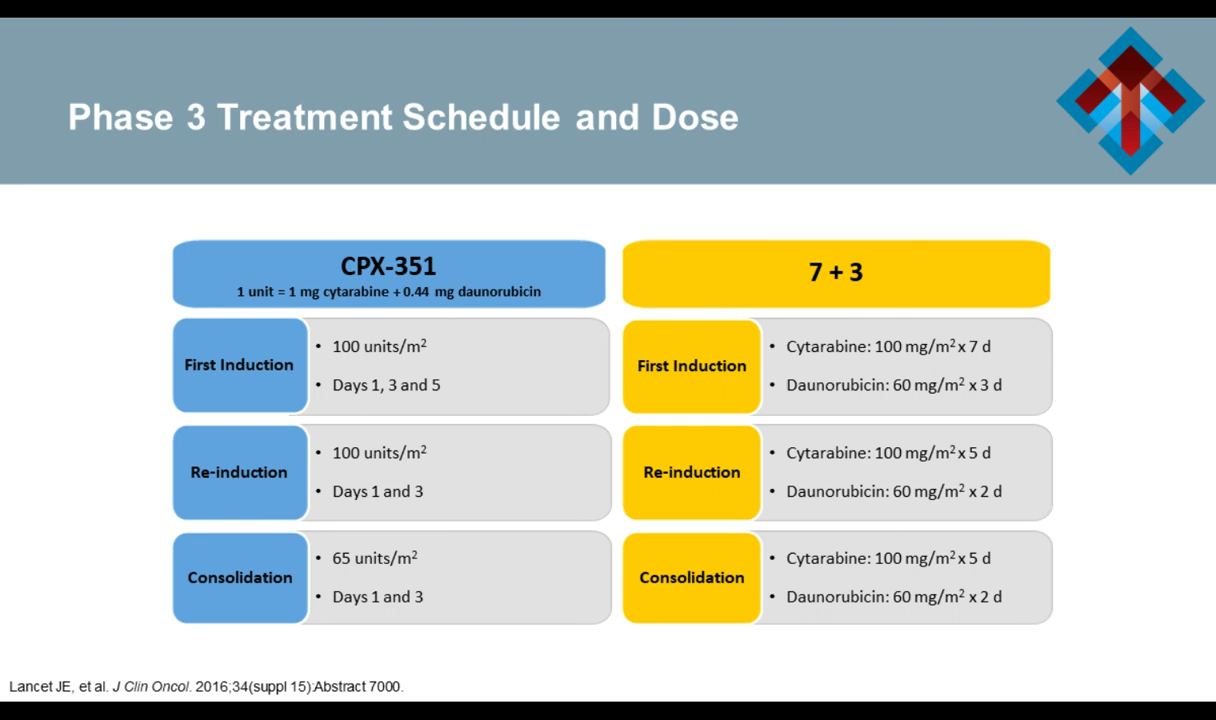 Phase 3 Treatment Schedule and Dose
CPX-351
1 unit = 1 mg cytarabine + 0.44 mg daunorubicin
First Induction
• 100 units/m²
• Days 1, 3 and 5
Re-induction
• 100 units/m²
• Days 1 and 3
Consolidation
• 65 units/m²
• Days 1 and 3
7 + 3
First Induction
• Cytarabine: 100 mg/m² x 7 d
• Daunorubicin: 60 mg/m² x 3 d
Re-induction
• Cytarabine: 100 mg/m² x 5 d
• Daunorubicin: 60 mg/m² x 2 d
Consolidation
• Cytarabine: 100 mg/m² x 5 d
• Daunorubicin: 60 mg/m² x 2 d
Lancet JE, et al. J Clin Oncol. 2016;34(suppl 15):Abstract 7000.